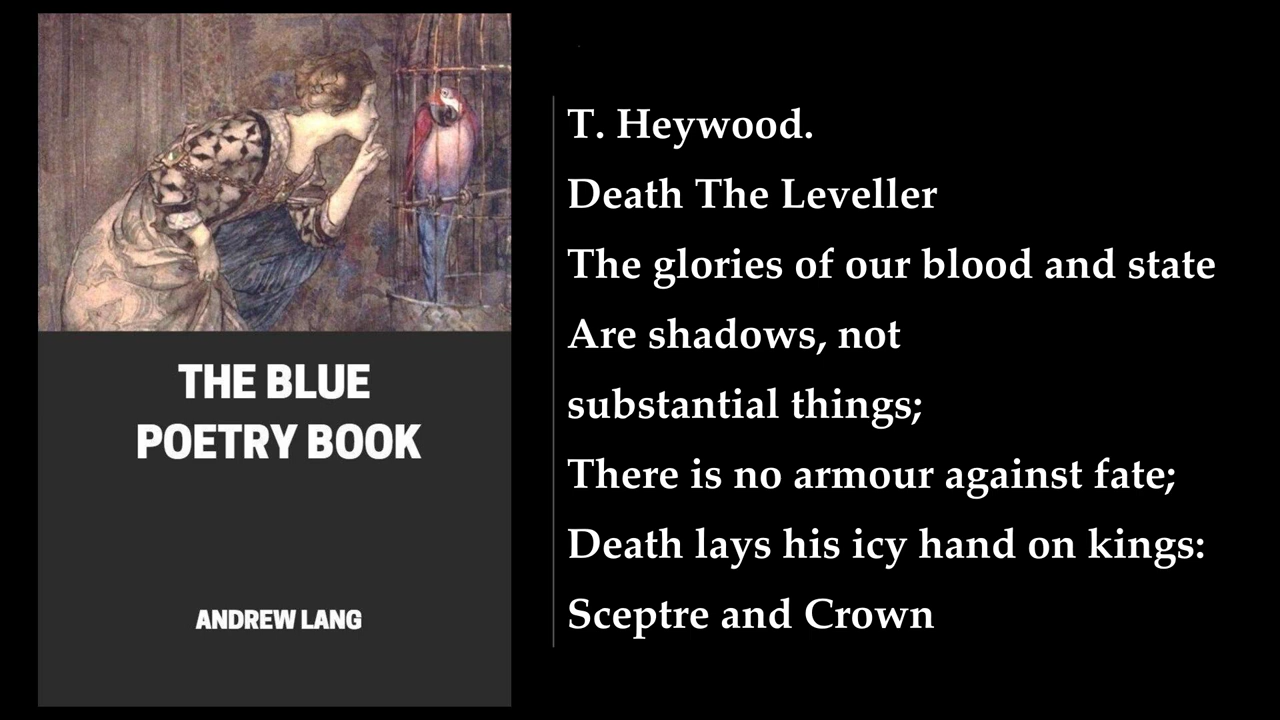 THE BLUE
POETRY BOOK
ANDREW LANG
T. Heywood.
Death The Leveller
The glories of our blood and state
Are shadows, not
substantial things;
There is no armour against fate;
Death lays his icy hand on kings:
Sceptre and Crown